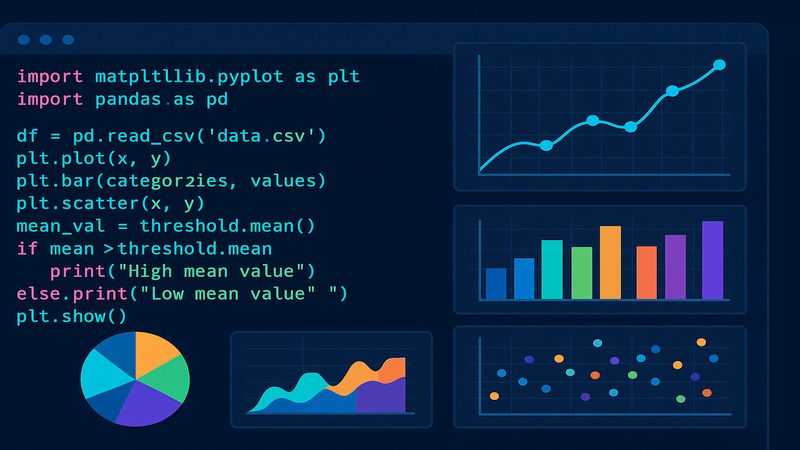 import matpltllib.pyplot as plt
import pandas.as pd
df = pd.read_csv('data.csv')
plt.plot(x, y)
plt.bar(categor2ies, values)
plt.scatter(x, y)
mean_val = threshold.mean()
if mean >threshold.mean
   print("High mean value")
else.print("Low mean value" ")
plt.show()